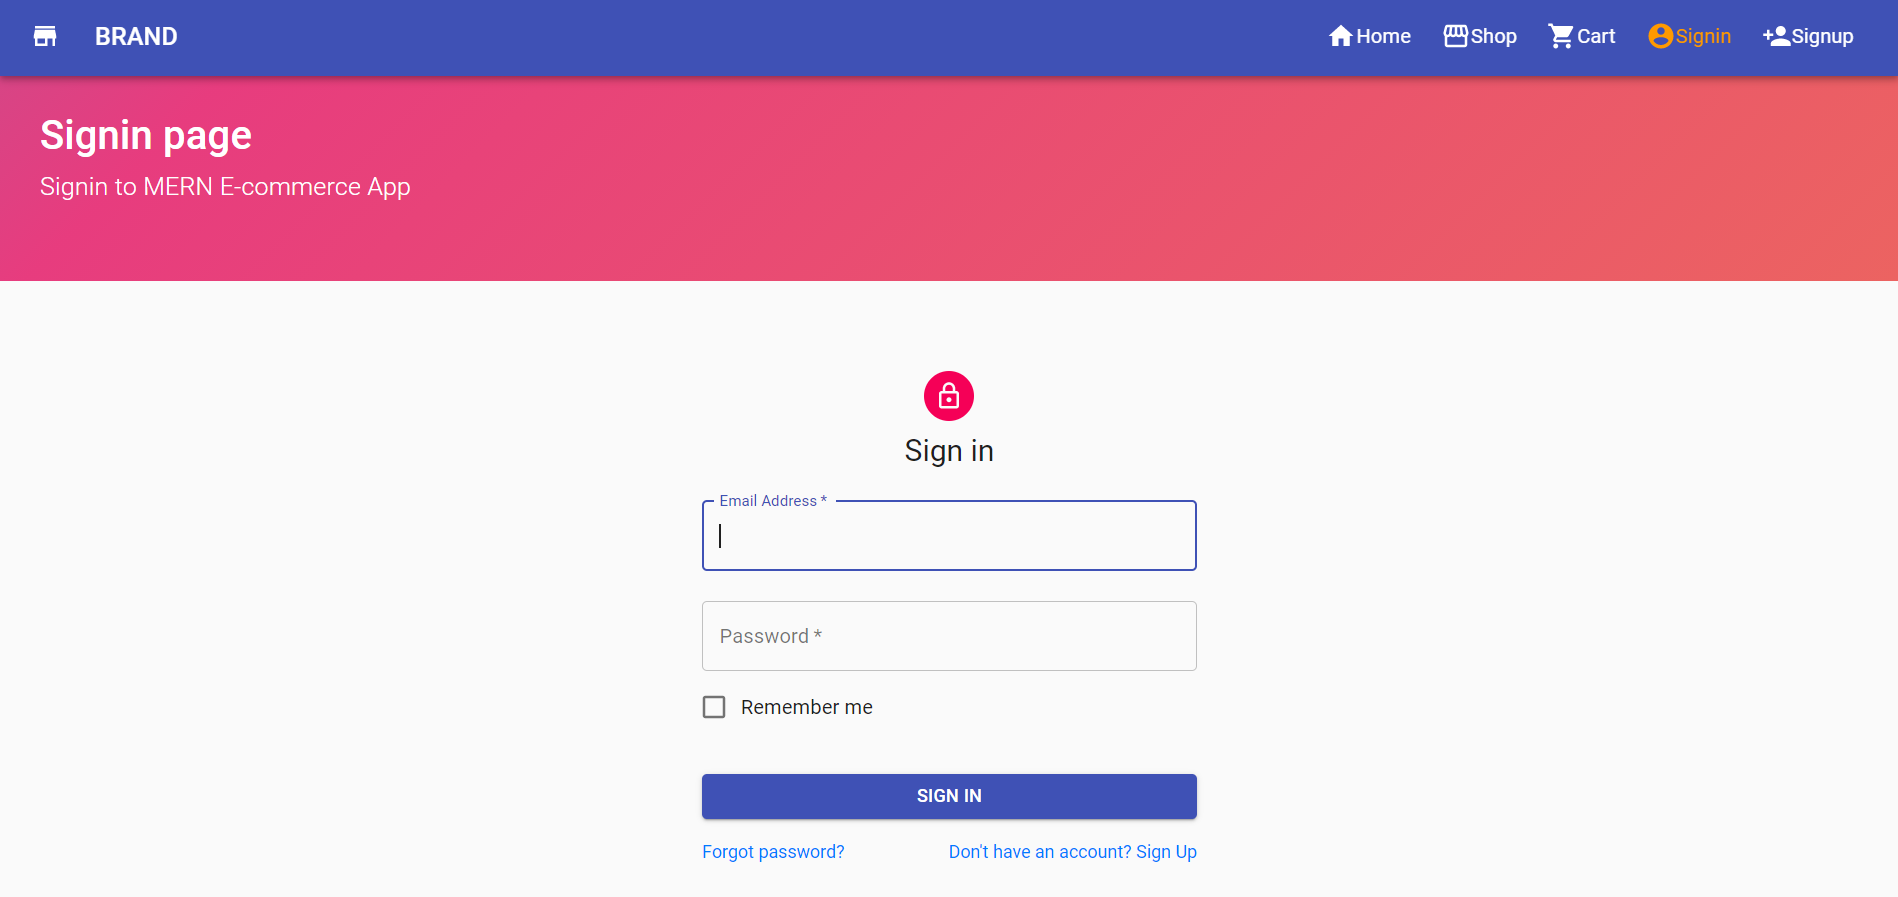 BRAND
Home Shop Cart Signin Signup
Signin page
Signin to MERN E-commerce App
Sign in
Email Address *
Password *
Remember me
SIGN IN
Forgot password? Don't have an account? Sign Up